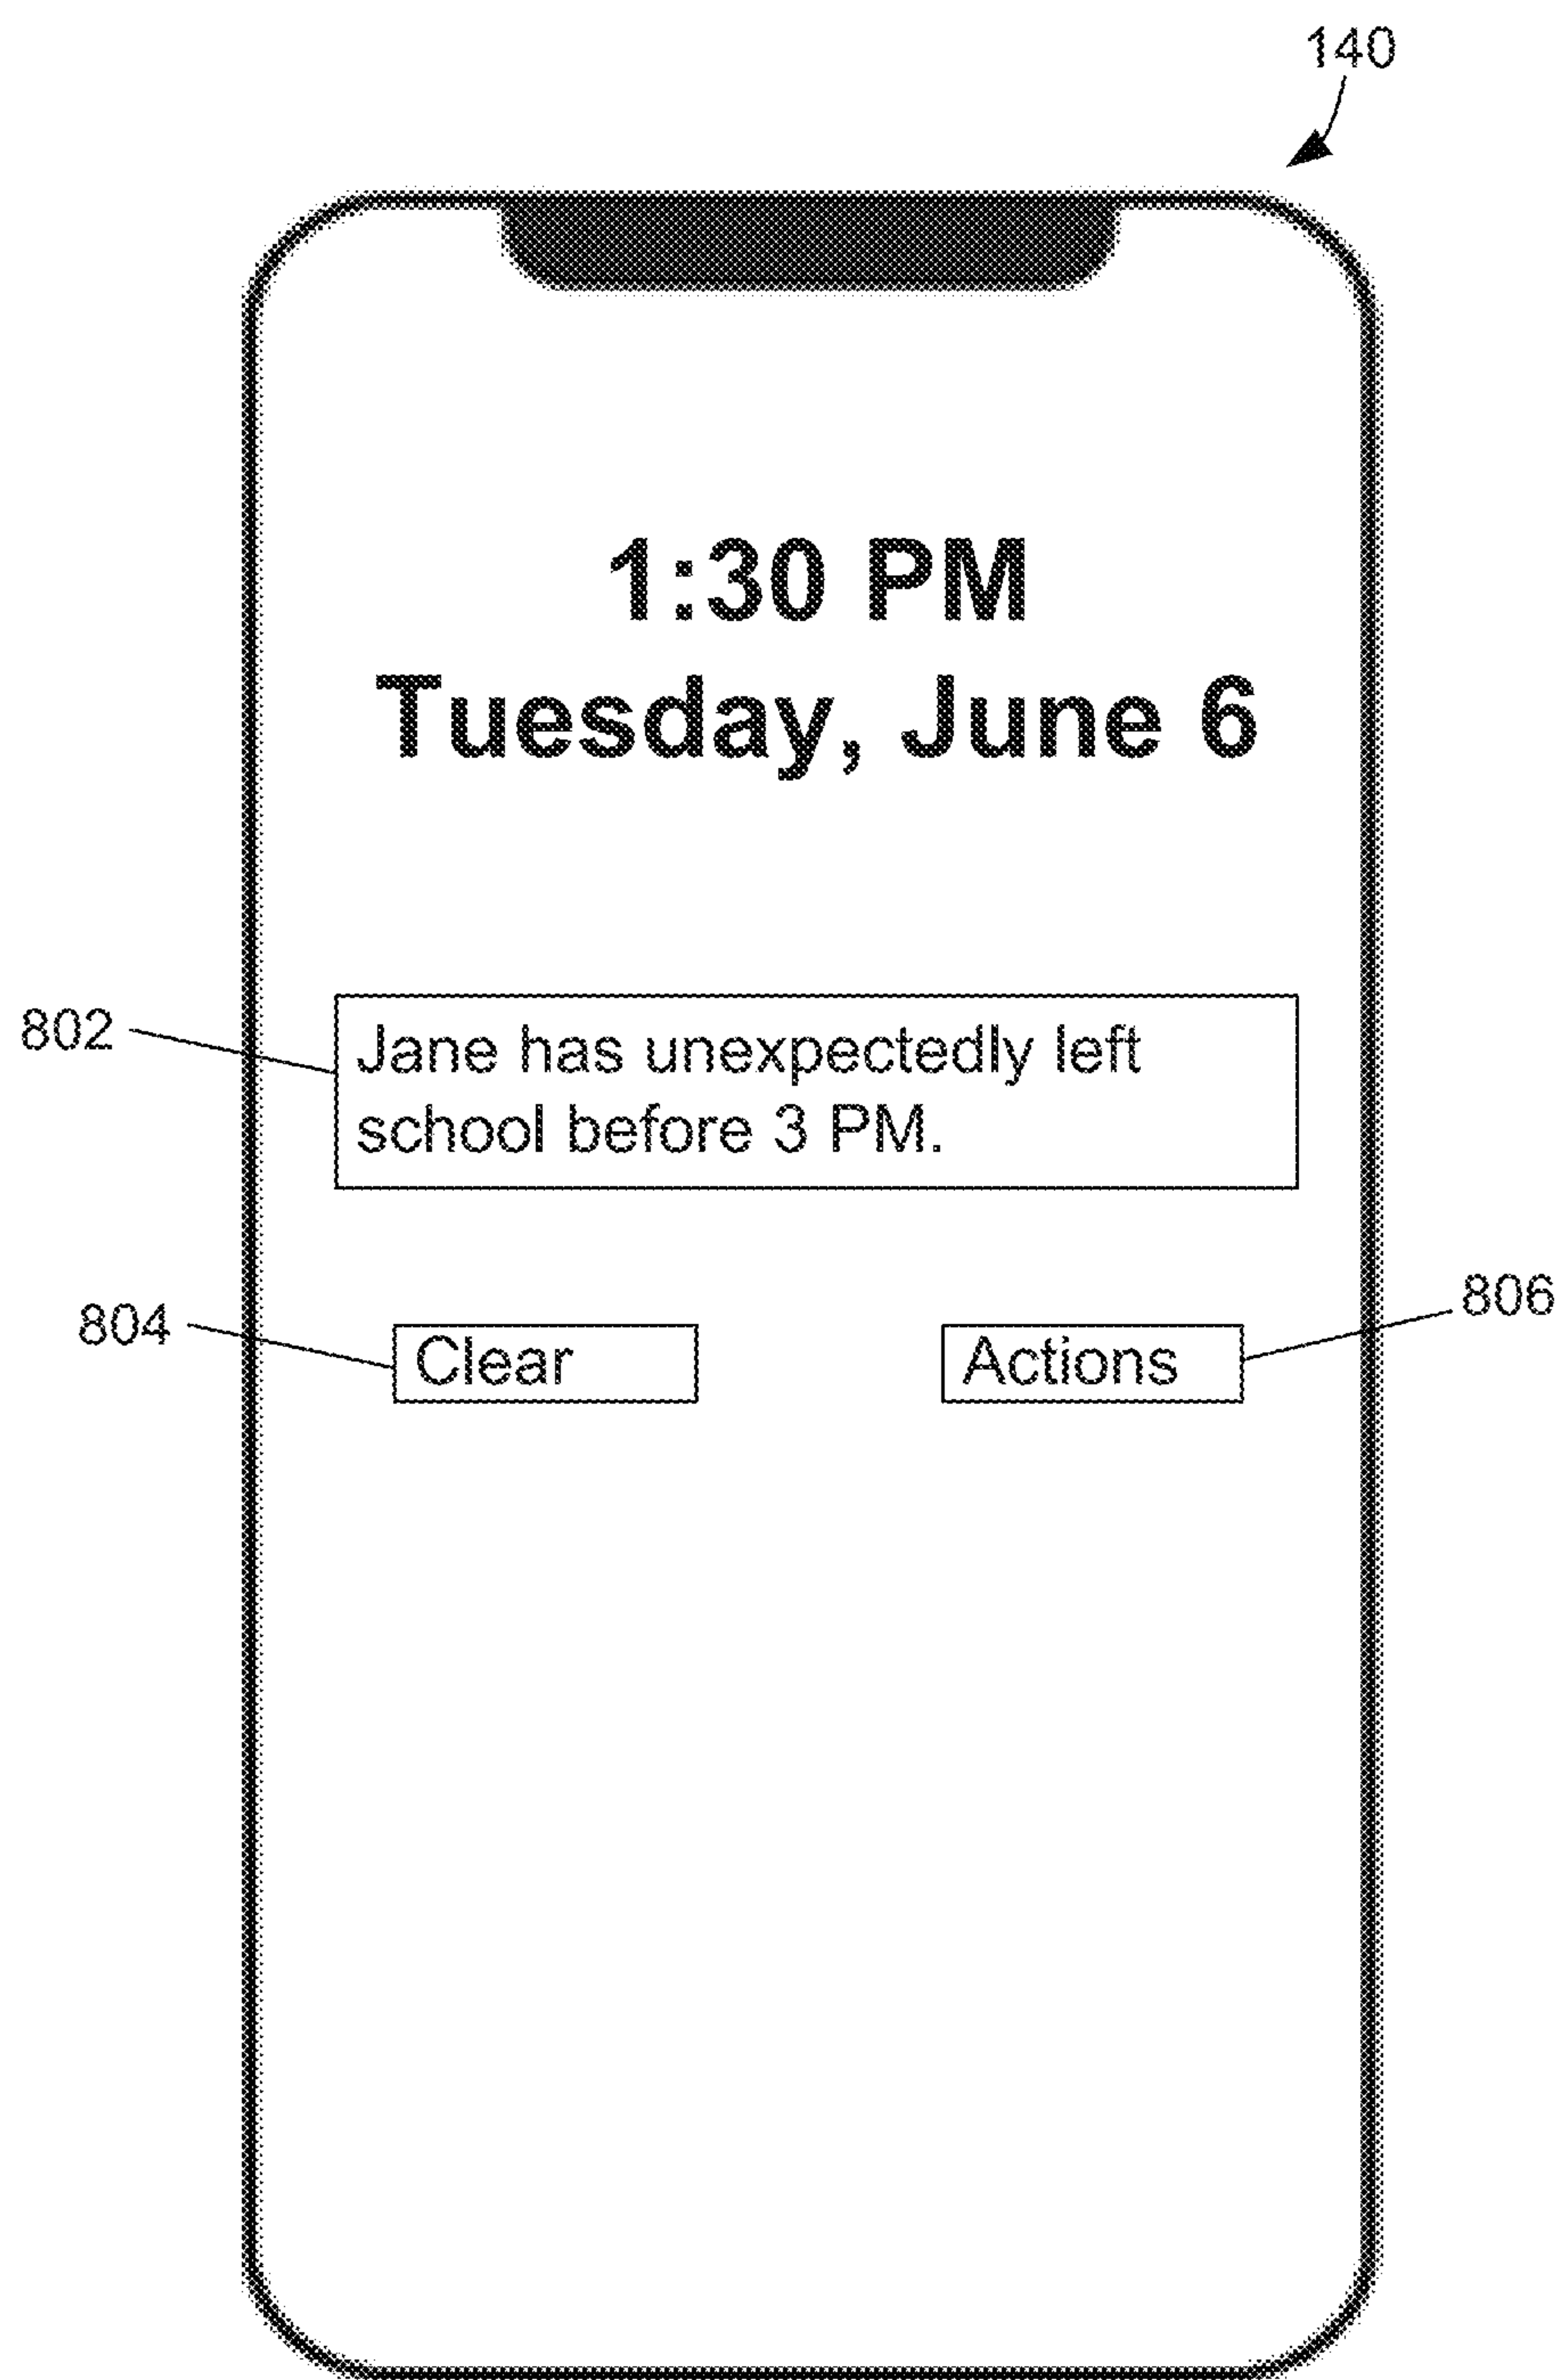 140
1:30 PM
Tuesday, June 6
802
Jane has unexpectedly left
school before 3 PM.
804
Clear
Actions
806